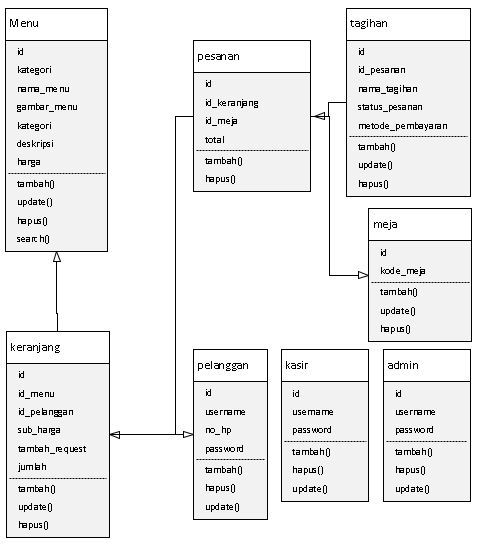 Menu
id
kategori
nama_menu
gambar_menu
kategori
deskripsi
harga
tambah()
update()
hapus()
search()
pesanan
id
id_keranjang
id_meja
total
tambah()
hapus()
tagihan
id
id_pesanan
nama_tagihan
status_pesanan
metode_pembayaran
tambah()
update()
hapus()
meja
id
kode_meja
tambah()
update()
hapus()
keranjang
id
id_menu
id_pelanggan
sub_harga
tambah_request
jumlah
tambah()
update()
hapus()
pelanggan
id
username
no_hp
password
tambah()
hapus()
update()
kasir
id
username
password
tambah()
hapus()
update()
admin
id
username
password
tambah()
hapus()
update()